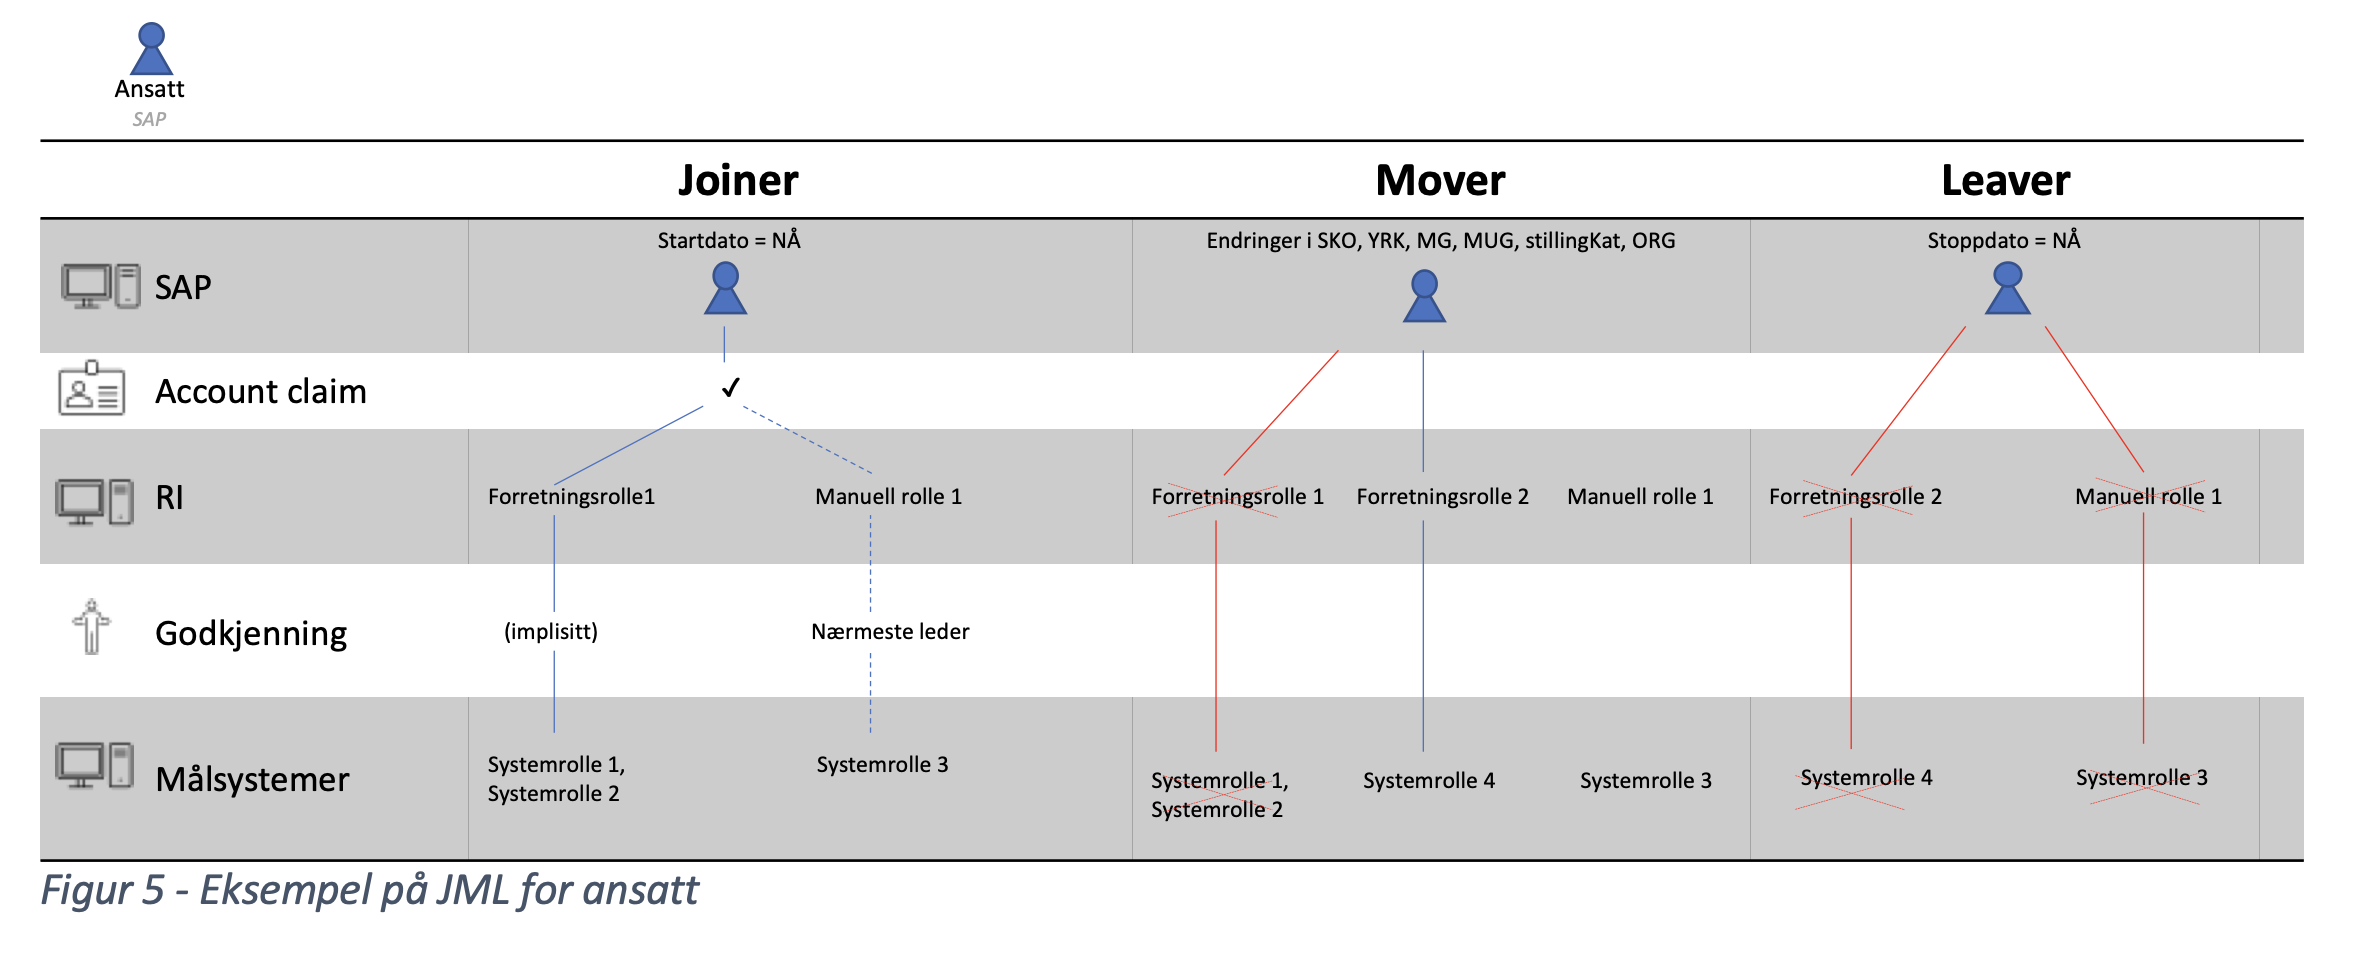 Ansatt
SAP
Joiner
Mover
Leaver
SAP
Startdato = NÅ
Endringer i SKO, YRK, MG, MUG, stillingKat, ORG
Stoppdato = NÅ
Account claim
✓
RI
Forretningsrolle1
Manuell rolle 1
Forretningsrolle 1
Forretningsrolle 2
Manuell rolle 1
Forretningsrolle 2
Manuell rolle 1
Godkjenning
(implisitt)
Nærmeste leder
Målsystemer
Systemrolle 1,
Systemrolle 2
Systemrolle 3
Systemrolle 1,
Systemrolle 2
Systemrolle 4
Systemrolle 3
Systemrolle 4
Systemrolle 3
Figur 5 - Eksempel på JML for ansatt